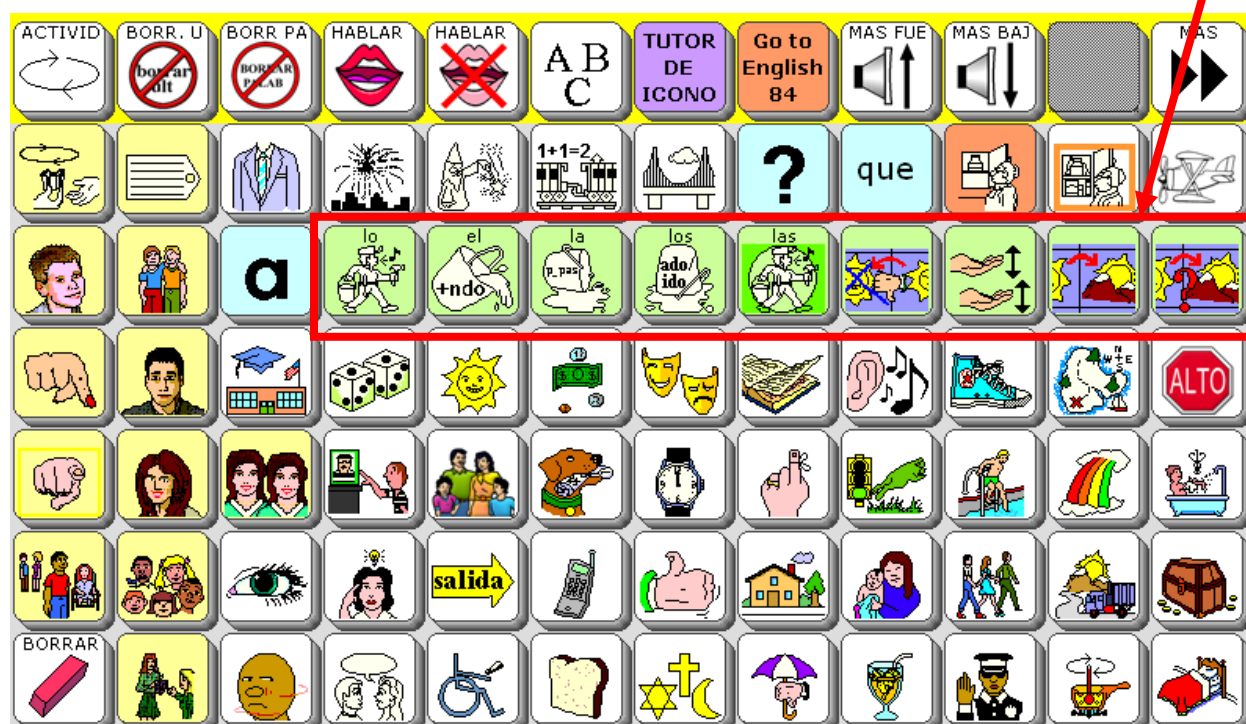 ACTIVID
BORR. U
borrar
olt
BORR PA
BORRAR
PALAB
HABLAR
HABLAR
A B
C
TUTOR
DE
ICONO
Go to
English
84
MAS FUE
MAS BAJ
MAS
1+1=2
?
que
a
lo
el
+ndo
la
p_pas
los
ado/
ido
las
?
N
W E
S
X
ALTO
salida
BORRAR